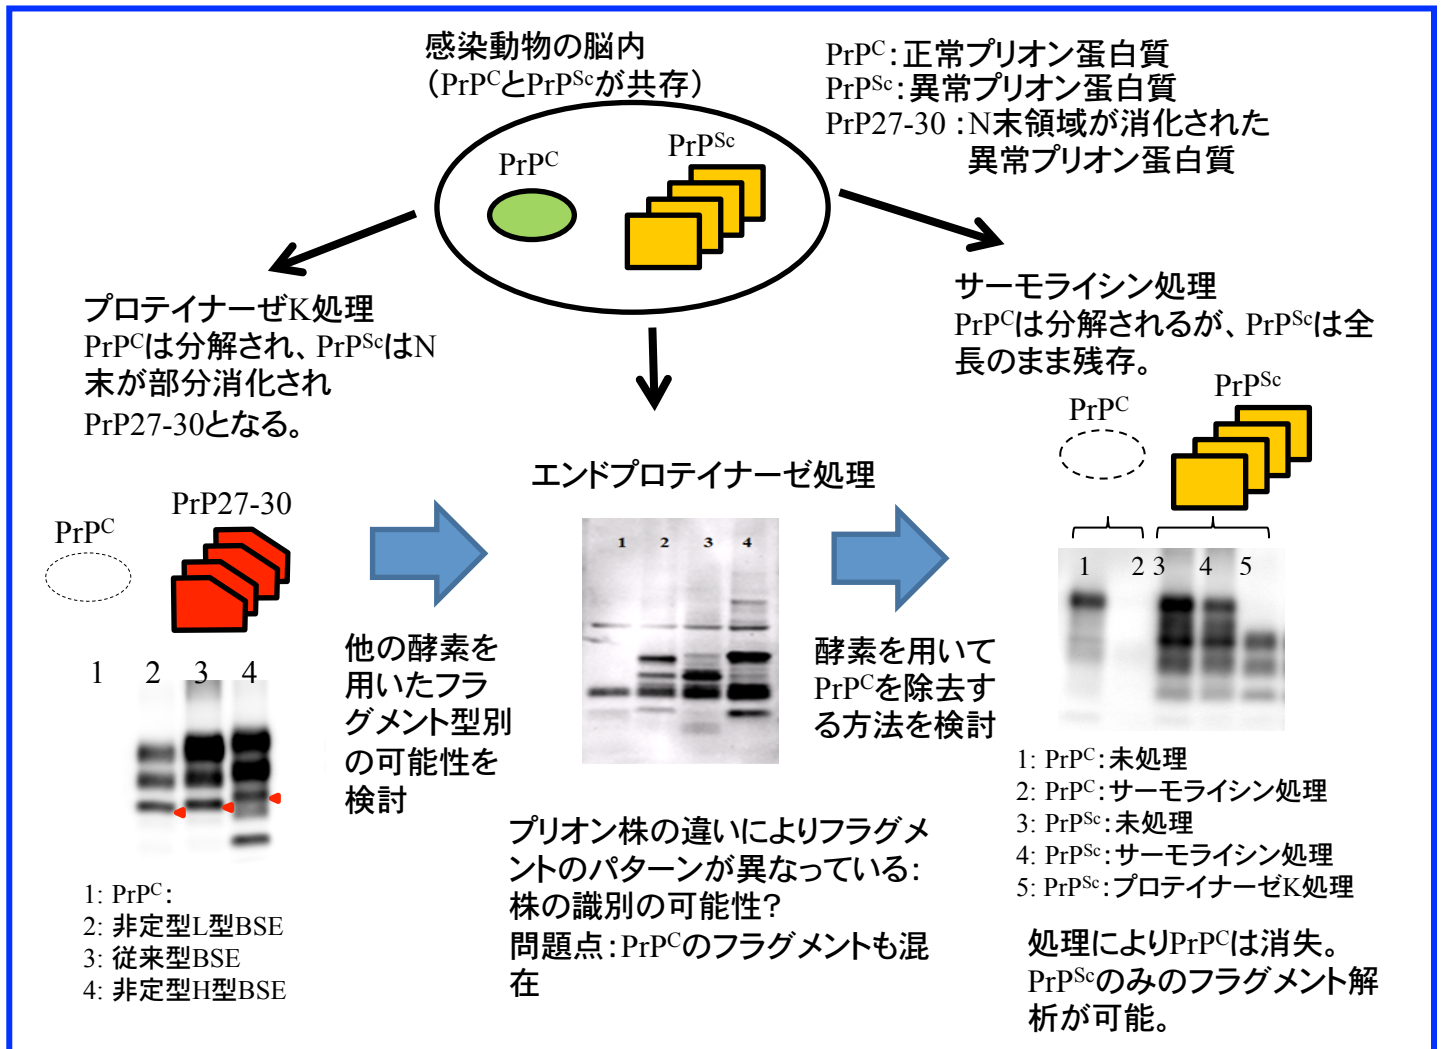 感染動物の脳内
（PrPCとPrPScが共存）
PrPC：正常プリオン蛋白質
PrPSc：異常プリオン蛋白質
PrP27-30：N末領域が消化された
異常プリオン蛋白質
PrPC
PrPSc
プロテイナーゼK処理
PrPCは分解され、PrPScはN
末が部分消化され
PrP27-30となる。
サーモライシン処理
PrPCは分解されるが、PrPScは全
長のまま残存。
PrPC
PrPSc
エンドプロテイナーゼ処理
PrPC
PrP27-30
1 2 3 4
1 2 3 4
1 2 3 4 5
他の酵素を
用いたフラ
グメント型別
の可能性を
検討
酵素を用いて
PrPCを除去す
る方法を検討
1: PrPC：
2: 非定型L型BSE
3: 従来型BSE
4: 非定型H型BSE
プリオン株の違いによりフラグメ
ントのパターンが異なっている：
株の識別の可能性？
問題点：PrPCのフラグメントも混
在
1: PrPC：未処理
2: PrPC：サーモライシン処理
3: PrPSc：未処理
4: PrPSc：サーモライシン処理
5: PrPSc：プロテイナーゼK処理
処理によりPrPCは消失。
PrPScのみのフラグメント解
析が可能。